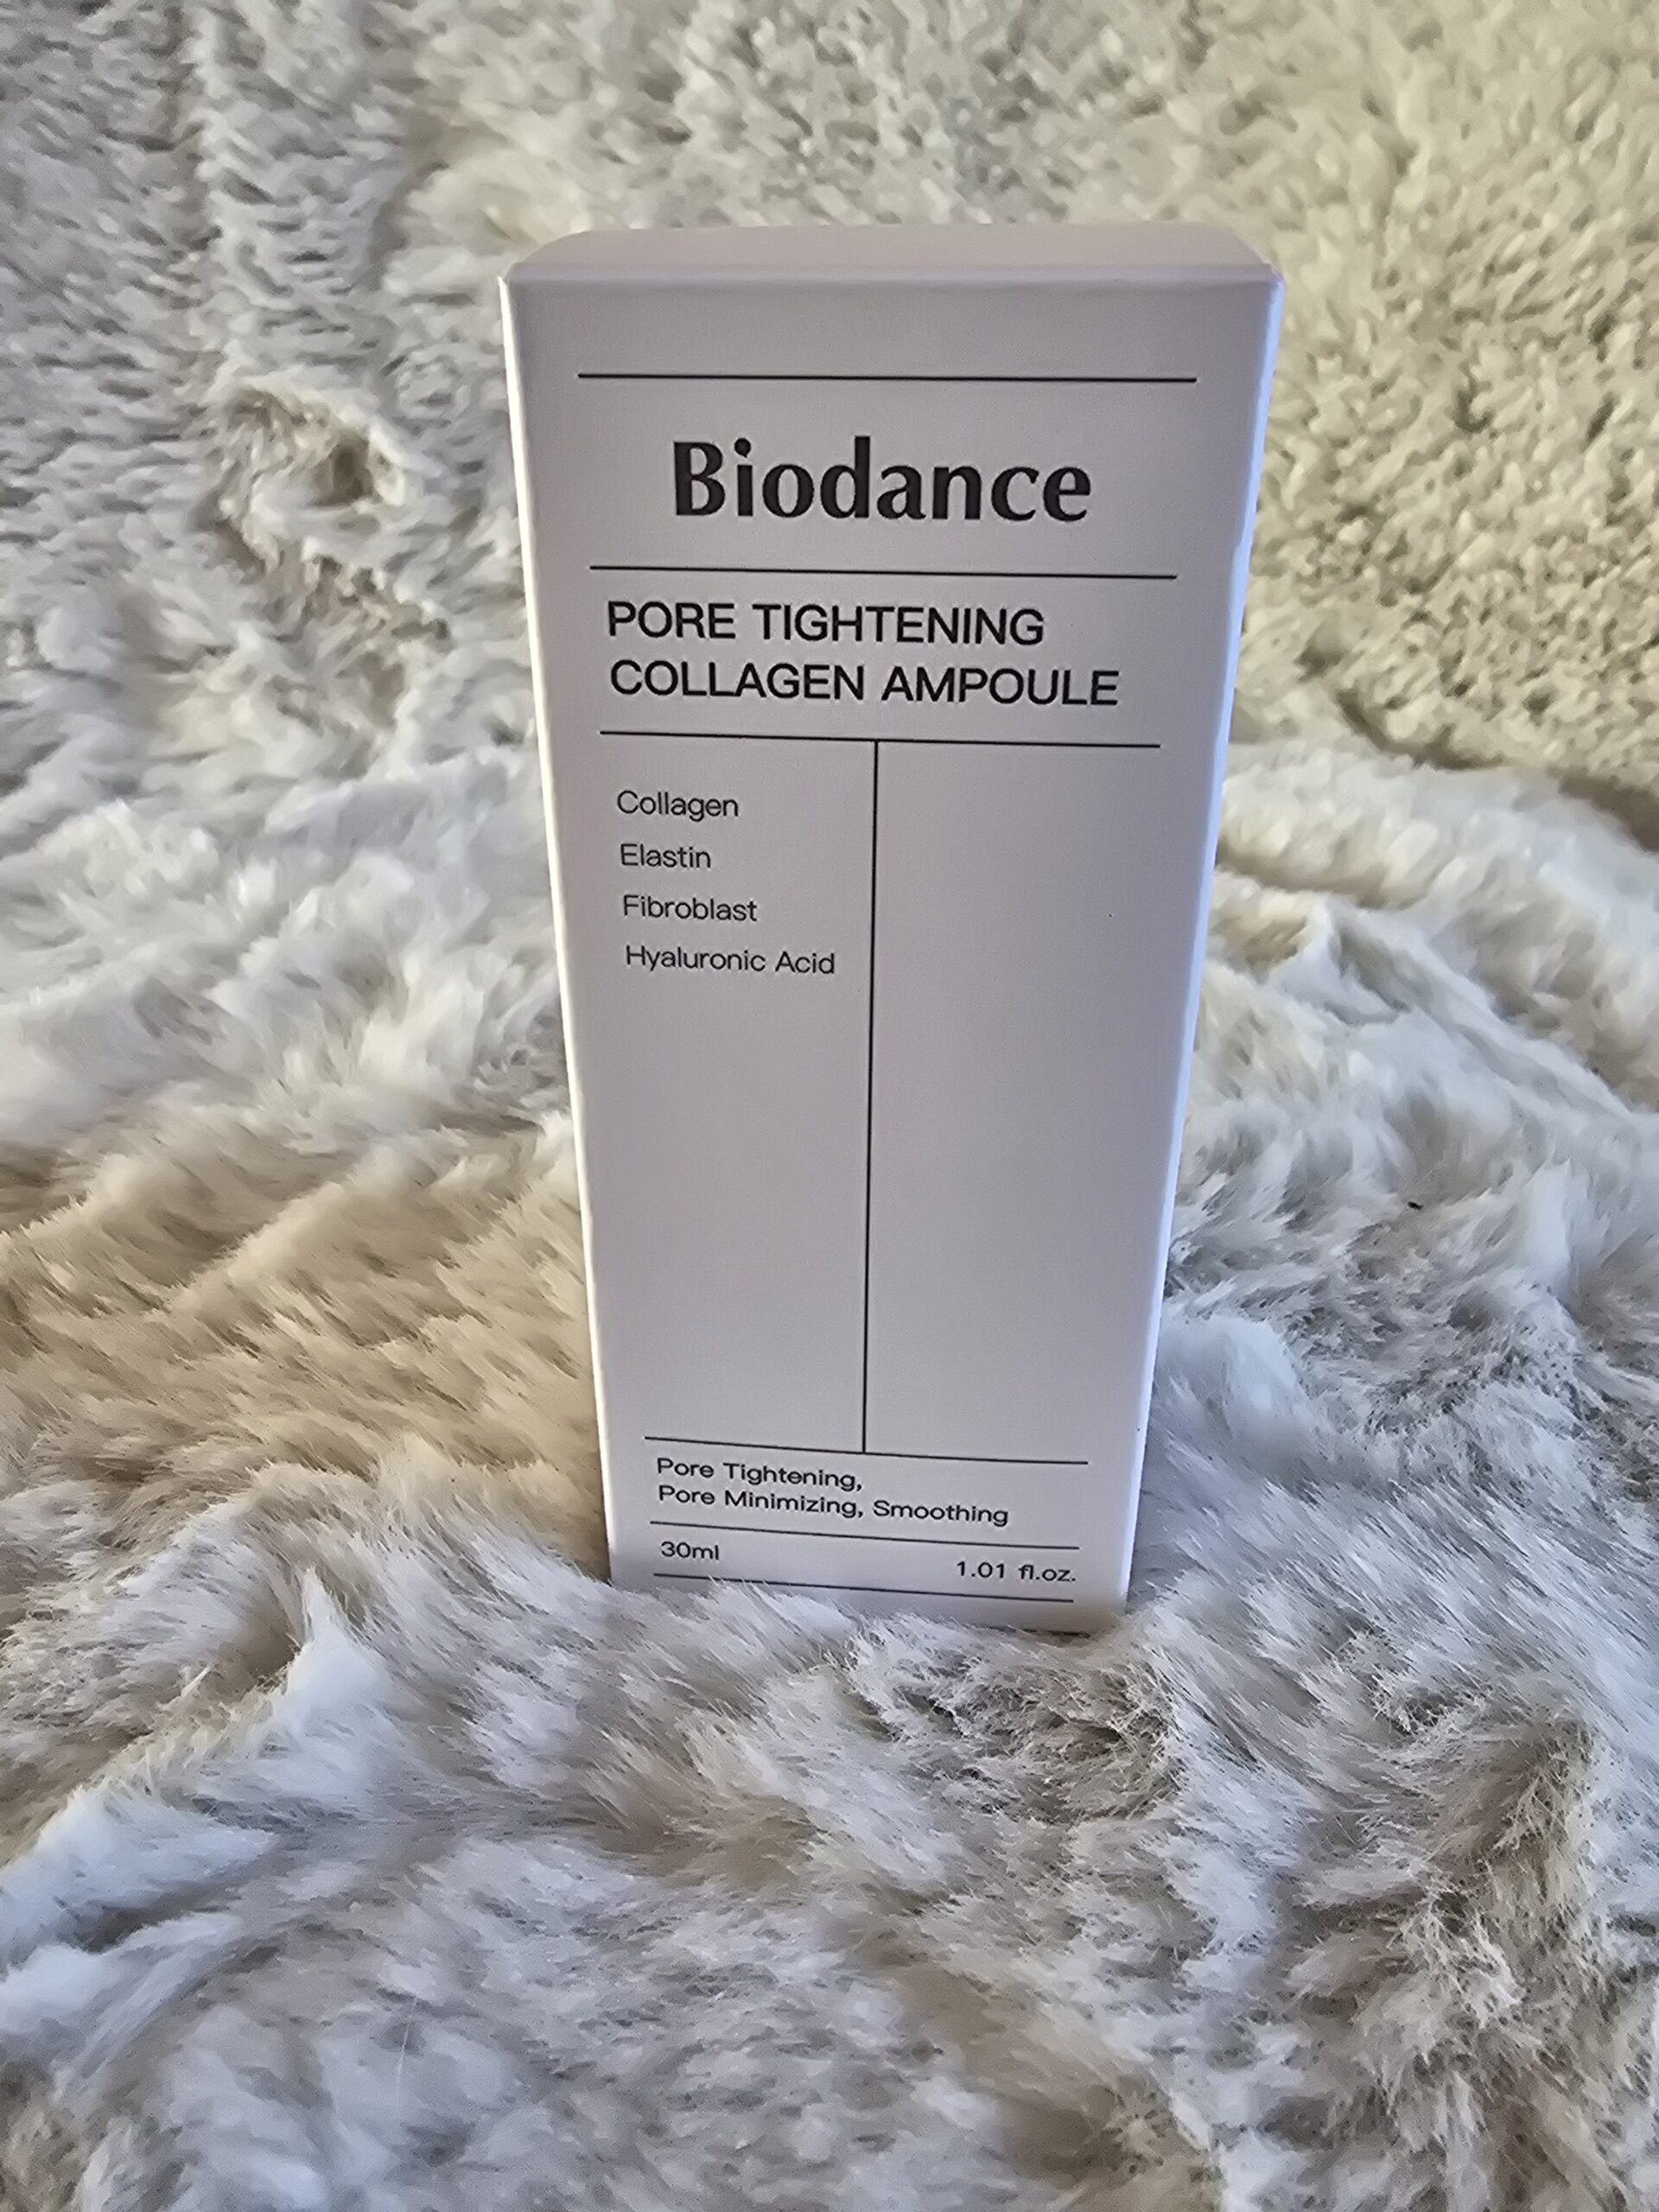 Biodance
PORE TIGHTENING
COLLAGEN AMPOULE
Collagen
Elastin
Fibroblast
Hyaluronic Acid
Pore Tightening,
Pore Minimizing, Smoothing
30ml 1.01 fl.oz.